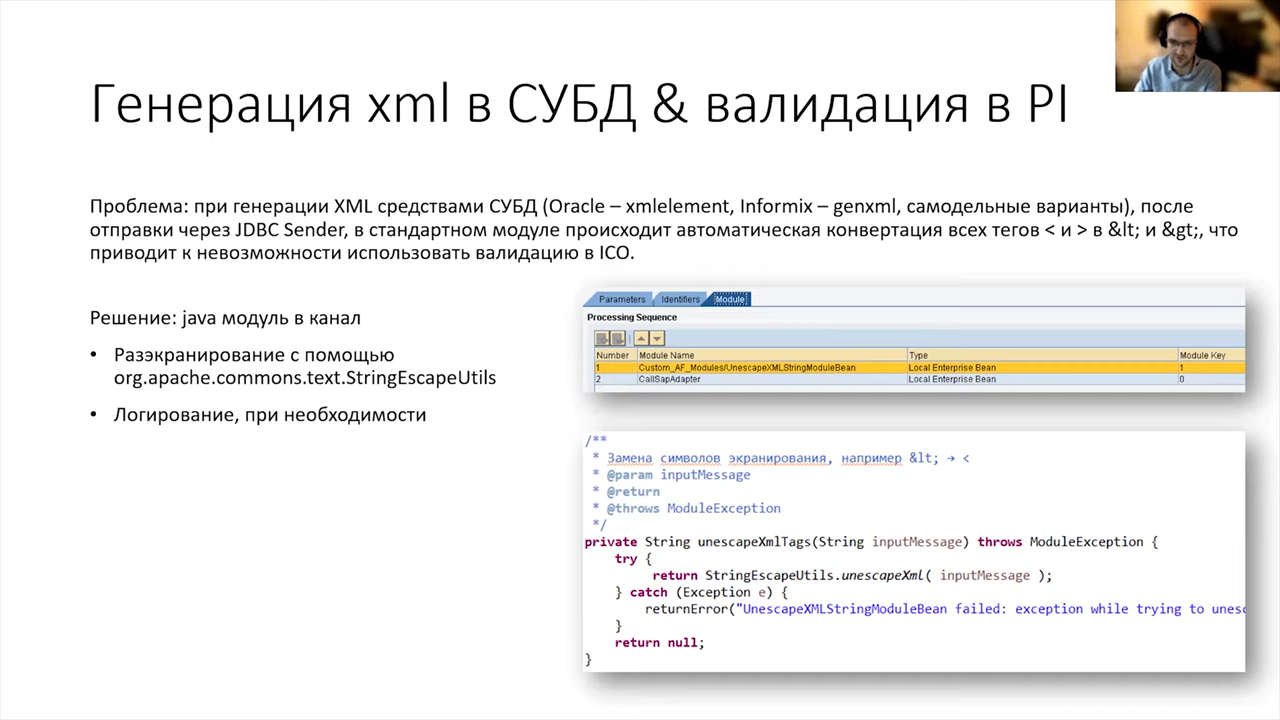 Генерация xml в СУБД & валидация в PI
Проблема: при генерации XML средствами СУБД (Oracle – xmlelement, Informix – genxml, самодельные варианты), после
отправки через JDBC Sender, в стандартном модуле происходит автоматическая конвертация всех тегов < и > в &lt; и &gt;, что
приводит к невозможности использовать валидацию в ICO.
Решение: java модуль в канал
• Разэкранирование с помощью
org.apache.commons.text.StringEscapeUtils
• Логирование, при необходимости
Parameters Identifiers Module
Processing Sequence
Number Module Name Type Module Key
1 Custom_AF_Modules/UnescapeXMLStringModuleBean Local Enterprise Bean 1
2 CallSapAdapter Local Enterprise Bean 0
/**
* Замена символов экранирования, например &lt; → <
* @param inputMessage
* @return
* @throws ModuleException
*/
private String unescapeXmlTags(String inputMessage) throws ModuleException {
try {
return StringEscapeUtils.unescapeXml( inputMessage );
} catch (Exception e) {
returnError("UnescapeXMLStringModuleBean failed: exception while trying to unesc
}
return null;
}